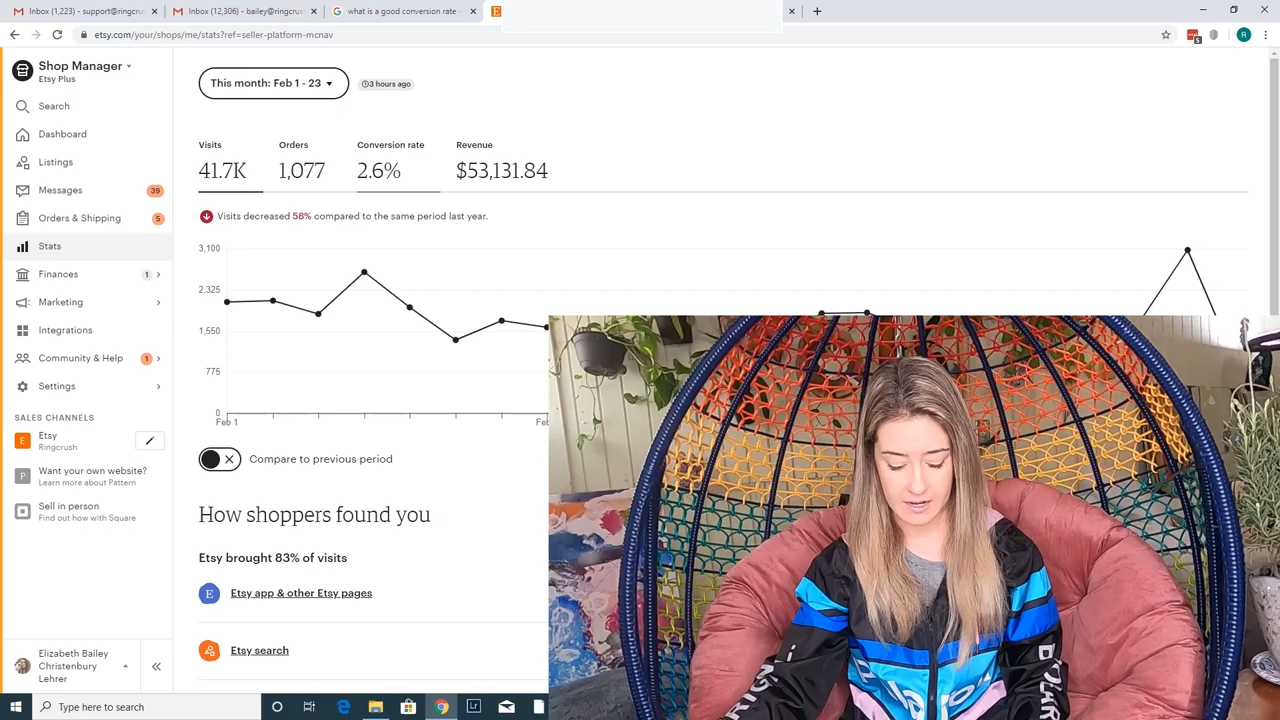 Inbox (1,223) - support@ringcru
Inbox (12,306) - bailey@ringcrus
what is a good conversion rate -
etsy.com/your/shops/me/stats?ref=seller-platform-mcnav
5
R
Shop Manager
Etsy Plus
Search
Dashboard
Listings
Messages 39
Orders & Shipping 5
Stats
Finances 1
Marketing
Integrations
Community & Help 1
Settings
SALES CHANNELS
E Etsy
Ringcrush
P Want your own website?
Learn more about Pattern
Sell in person
Find out how with Square
Elizabeth Bailey
Christenbury
Lehrer
This month: Feb 1 - 23
3 hours ago
Visits Orders Conversion rate Revenue
41.7K 1,077 2.6% $53,131.84
Visits decreased 58% compared to the same period last year.
3,100
2,325
1,550
775
0
Feb 1 Feb
Compare to previous period
How shoppers found you
Etsy brought 83% of visits
E Etsy app & other Etsy pages
Etsy search
Type here to search